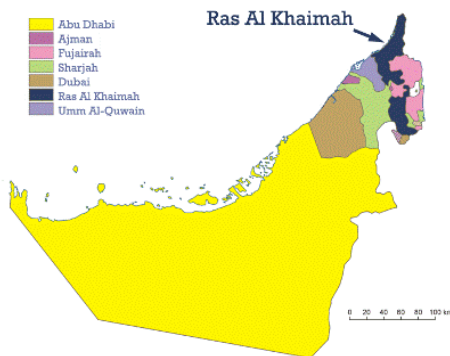 Ras Al Khaimah
Abu Dhabi
Ajman
Fujairah
Sharjah
Dubai
Ras Al Khaimah
Umm Al-Quwain
0 20 40 60 80 100 km